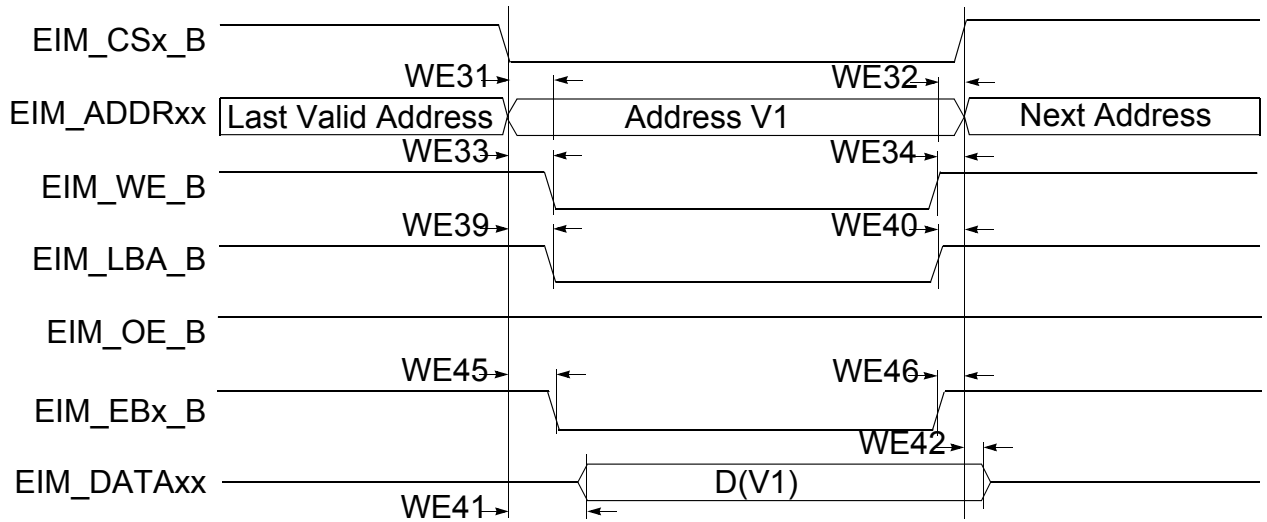 EIM_CSx_B
WE31
WE32
EIM_ADDRxx
Last Valid Address
Address V1
Next Address
WE33
WE34
EIM_WE_B
WE39
WE40
EIM_LBA_B
EIM_OE_B
WE45
WE46
EIM_EBx_B
WE42
EIM_DATAxx
D(V1)
WE41